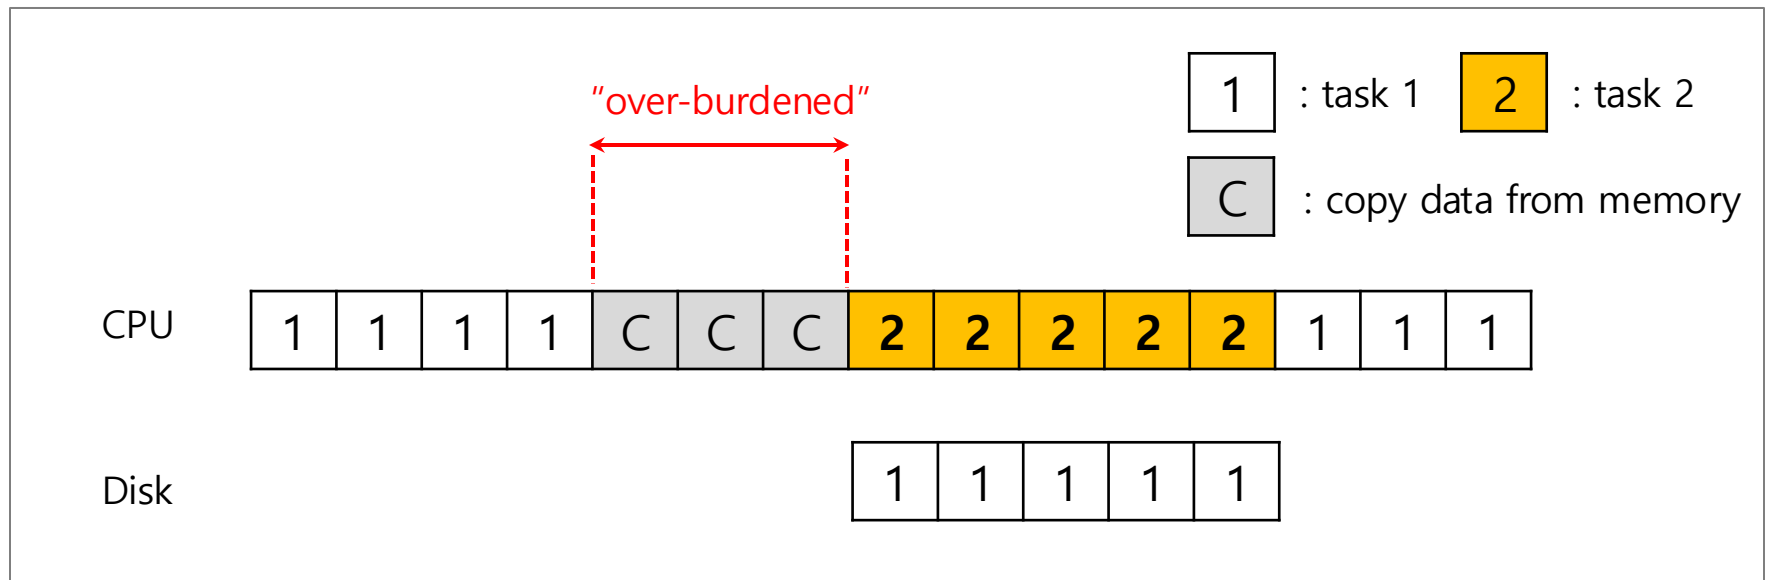 1 : task 1 2 : task 2
"over-burdened"
C : copy data from memory
CPU 1 1 1 1 C C C 2 2 2 2 2 1 1 1
Disk 1 1 1 1 1